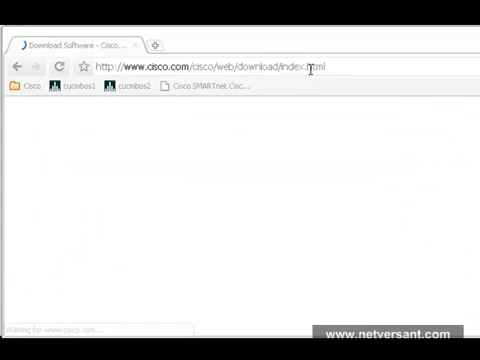 Download Software - Cisco...
http://www.cisco.com/cisco/web/download/index.html
Cisco
cucmbos1
cucmbos2
Cisco SMARTnet Cisc...
Waiting for www.cisco.com...
www.netversant.com